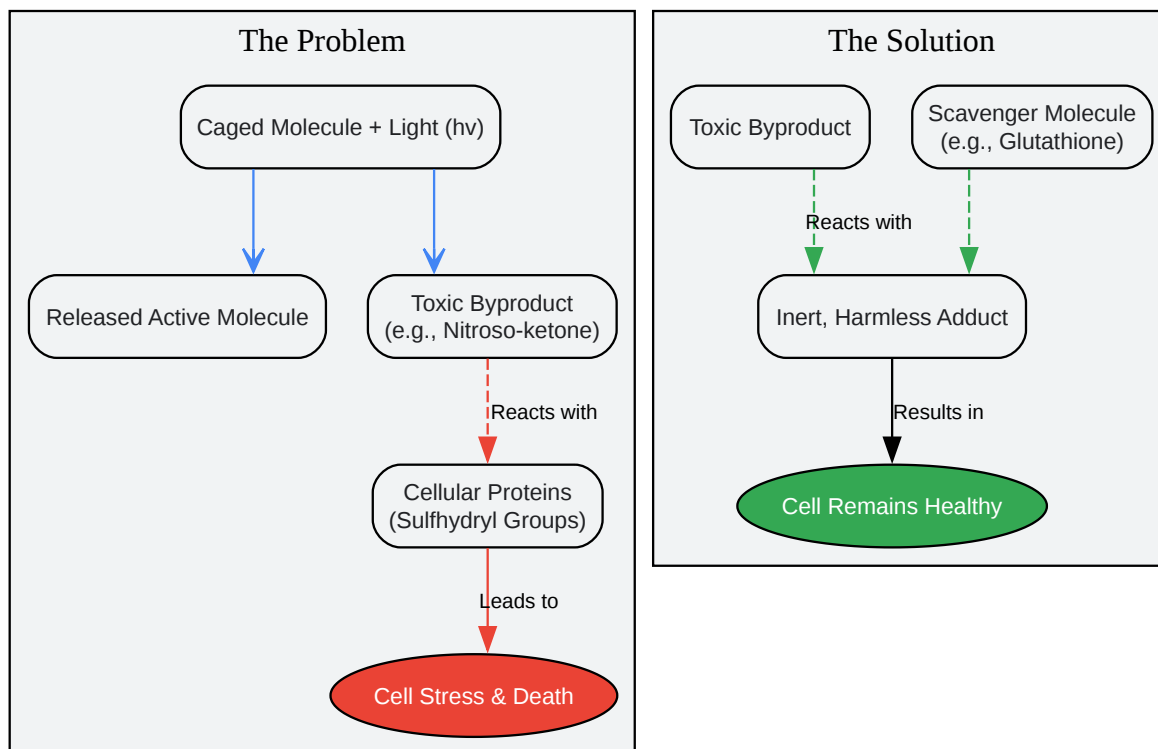 The Problem
Caged Molecule + Light (hv)
Released Active Molecule
Toxic Byproduct
(e.g., Nitroso-ketone)
Reacts with
Cellular Proteins
(Sulfhydryl Groups)
Leads to
Cell Stress & Death
The Solution
Toxic Byproduct
Scavenger Molecule
(e.g., Glutathione)
Reacts with
Inert, Harmless Adduct
Results in
Cell Remains Healthy